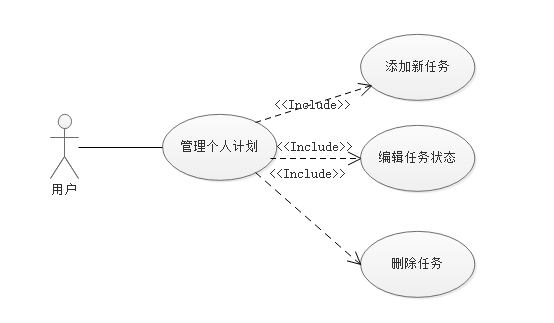 添加新任务
<<Include>>
管理个人计划
<<Include>>
编辑任务状态
<<Include>>
用户
删除任务